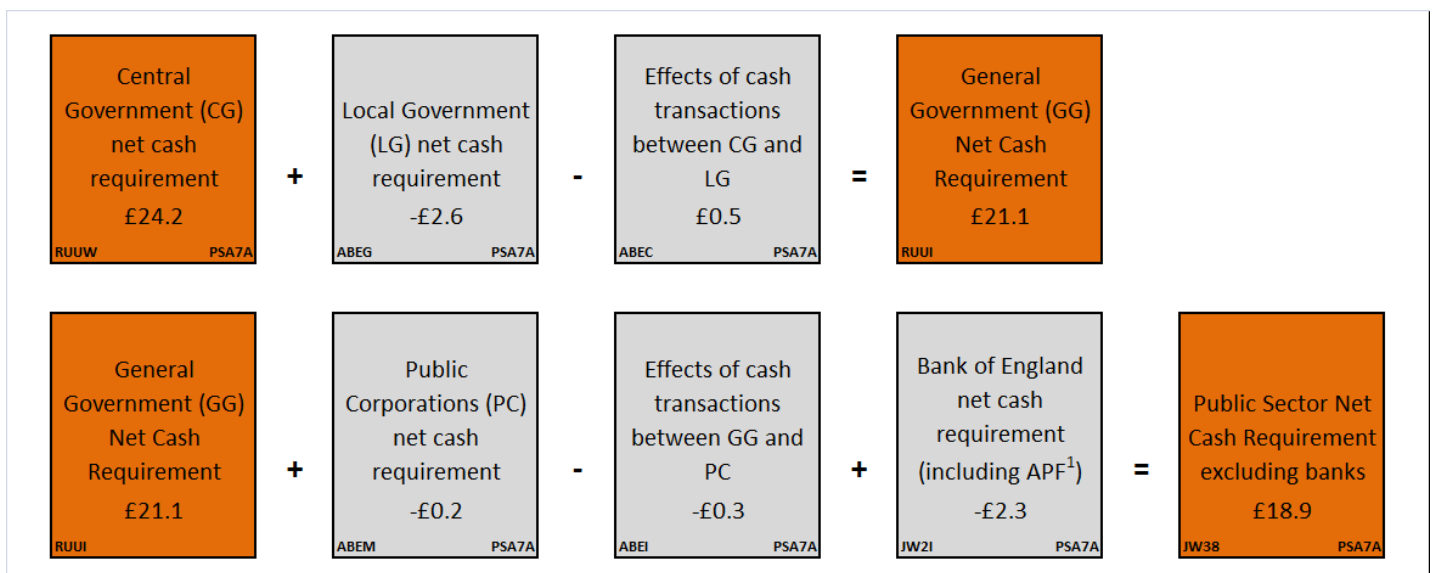 Central
Government (CG)
net cash
requirement
£24.2
RUUW PSA7A
+
Local Government
(LG) net cash
requirement
-£2.6
ABEG PSA7A
-
Effects of cash
transactions
between CG and
LG
£0.5
ABEC PSA7A
=
General
Government (GG)
Net Cash
Requirement
£21.1
RUUI
General
Government (GG)
Net Cash
Requirement
£21.1
RUUI
+
Public
Corporations (PC)
net cash
requirement
-£0.2
ABEM PSA7A
-
Effects of cash
transactions
between GG and
PC
-£0.3
ABEI PSA7A
+
Bank of England
net cash
requirement
(including APF¹)
-£2.3
JW2I PSA7A
=
Public Sector Net
Cash Requirement
excluding banks
£18.9
JW38 PSA7A